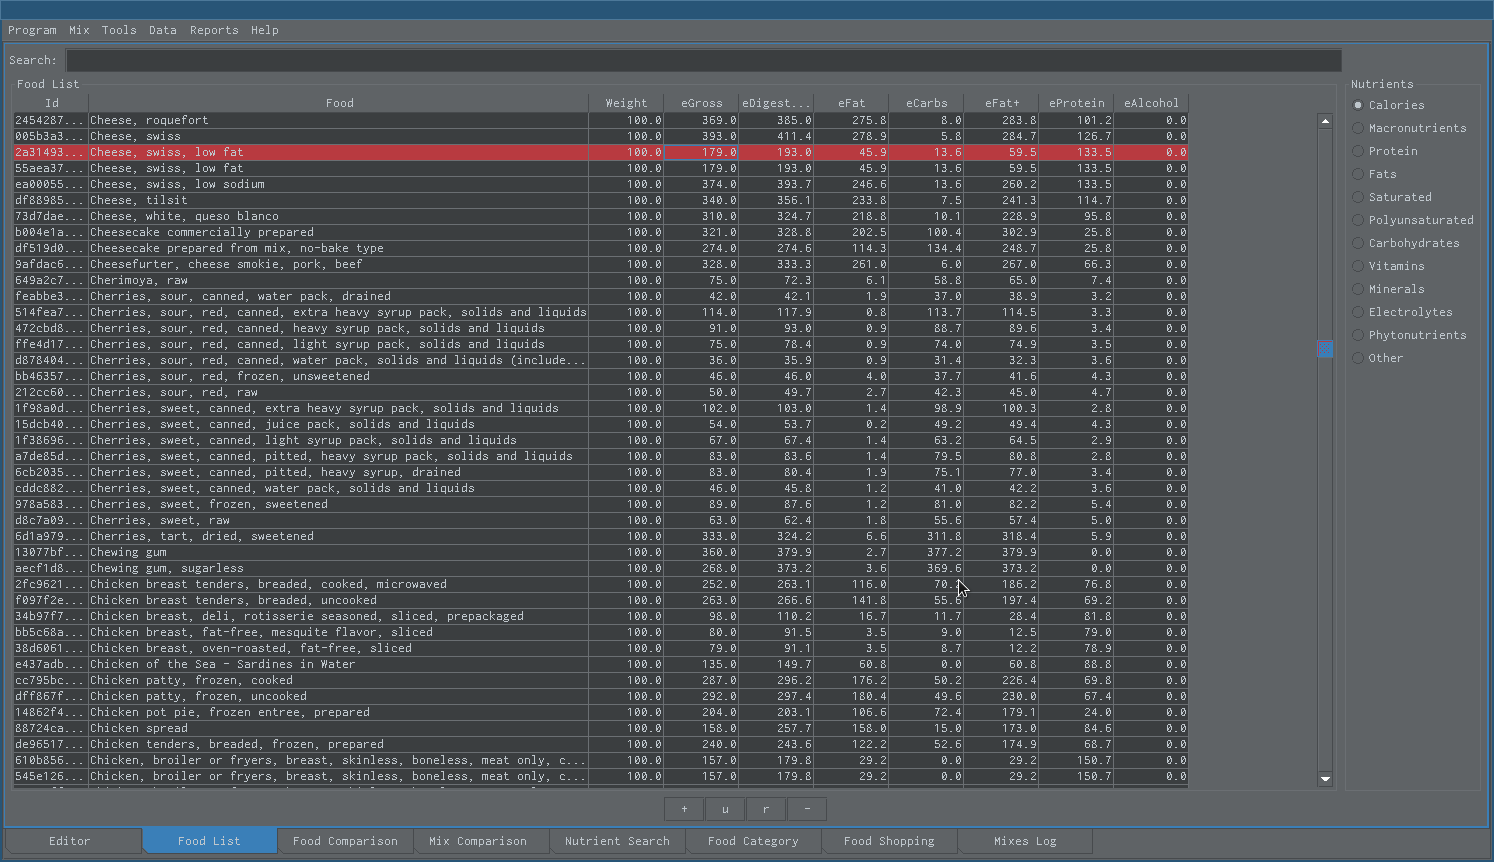 Program Mix Tools Data Reports Help
Search:
Food List
Id Food Weight eGross eDigest... eFat eCarbs eFat+ eProtein eAlcohol
2454287... Cheese, roquefort 100.0 369.0 385.0 275.8 8.0 283.8 101.2 0.0
005b3a3... Cheese, swiss 100.0 393.0 411.4 278.9 5.8 284.7 126.7 0.0
2a31493... Cheese, swiss, low fat 100.0 179.0 193.0 45.9 13.6 59.5 133.5 0.0
55aea37... Cheese, swiss, low fat 100.0 179.0 193.0 45.9 13.6 59.5 133.5 0.0
ea00055... Cheese, swiss, low sodium 100.0 374.0 393.7 246.6 13.6 260.2 133.5 0.0
df88985... Cheese, tilsit 100.0 340.0 356.1 233.8 7.5 241.3 114.7 0.0
73d7dae... Cheese, white, queso blanco 100.0 310.0 324.7 218.8 10.1 228.9 95.8 0.0
b004e1a... Cheesecake commercially prepared 100.0 321.0 328.8 202.5 100.4 302.9 25.8 0.0
df519d0... Cheesecake prepared from mix, no-bake type 100.0 274.0 274.6 114.3 134.4 248.7 25.8 0.0
9afdac6... Cheesefurter, cheese smokie, pork, beef 100.0 328.0 333.3 261.0 6.0 267.0 66.3 0.0
649a2c7... Cherimoya, raw 100.0 75.0 72.3 6.1 58.8 65.0 7.4 0.0
feabbe3... Cherries, sour, canned, water pack, drained 100.0 42.0 42.1 1.9 37.0 38.9 3.2 0.0
514fea7... Cherries, sour, red, canned, extra heavy syrup pack, solids and liquids 100.0 114.0 117.9 0.8 113.7 114.5 3.3 0.0
472cbd8... Cherries, sour, red, canned, heavy syrup pack, solids and liquids 100.0 91.0 93.0 0.9 88.7 89.6 3.4 0.0
ffe4d17... Cherries, sour, red, canned, light syrup pack, solids and liquids 100.0 75.0 78.4 0.9 74.0 74.9 3.5 0.0
d878404... Cherries, sour, red, canned, water pack, solids and liquids (include... 100.0 36.0 35.9 0.9 31.4 32.3 3.6 0.0
bb46357... Cherries, sour, red, frozen, unsweetened 100.0 46.0 46.0 4.0 37.7 41.6 4.3 0.0
212cc60... Cherries, sour, red, raw 100.0 50.0 49.7 2.7 42.3 45.0 4.7 0.0
1f98a0d... Cherries, sweet, canned, extra heavy syrup pack, solids and liquids 100.0 102.0 103.0 1.4 98.9 100.3 2.8 0.0
15dcb40... Cherries, sweet, canned, juice pack, solids and liquids 100.0 54.0 53.7 0.2 49.2 49.4 4.3 0.0
1f38696... Cherries, sweet, canned, light syrup pack, solids and liquids 100.0 67.0 67.4 1.4 63.2 64.5 2.9 0.0
a7de85d... Cherries, sweet, canned, pitted, heavy syrup pack, solids and liquids 100.0 83.0 83.6 1.4 79.5 80.8 2.8 0.0
6cb2035... Cherries, sweet, canned, pitted, heavy syrup, drained 100.0 83.0 80.4 1.9 75.1 77.0 3.4 0.0
cddc882... Cherries, sweet, canned, water pack, solids and liquids 100.0 46.0 45.8 1.2 41.0 42.2 3.6 0.0
978a583... Cherries, sweet, frozen, sweetened 100.0 89.0 87.6 1.2 81.0 82.2 5.4 0.0
d8c7a09... Cherries, sweet, raw 100.0 63.0 62.4 1.8 55.6 57.4 5.0 0.0
6d1a979... Cherries, tart, dried, sweetened 100.0 333.0 324.2 6.6 311.8 318.4 5.9 0.0
13077bf... Chewing gum 100.0 360.0 379.9 2.7 377.2 379.9 0.0 0.0
aecf1d8... Chewing gum, sugarless 100.0 268.0 373.2 3.6 369.6 373.2 0.0 0.0
2fc9621... Chicken breast tenders, breaded, cooked, microwaved 100.0 252.0 263.1 116.0 186.2 76.8 0.0
f097f2e... Chicken breast tenders, breaded, uncooked 100.0 263.0 266.6 141.8 55.6 197.4 69.2 0.0
34b97f7... Chicken breast, deli, rotisserie seasoned, sliced, prepackaged 100.0 98.0 110.2 16.7 11.7 28.4 81.8 0.0
bb5c68a... Chicken breast, fat-free, mesquite flavor, sliced 100.0 80.0 91.5 3.5 9.0 12.5 79.0 0.0
38d6061... Chicken breast, oven-roasted, fat-free, sliced 100.0 79.0 91.1 3.5 8.7 12.2 78.9 0.0
e437adb... Chicken of the Sea - Sardines in Water 100.0 135.0 149.7 60.8 0.0 60.8 88.8 0.0
cc795bc... Chicken patty, frozen, cooked 100.0 287.0 296.2 176.2 50.2 226.4 69.8 0.0
dff867f... Chicken patty, frozen, uncooked 100.0 292.0 297.4 180.4 49.6 230.0 67.4 0.0
14862f4... Chicken pot pie, frozen entree, prepared 100.0 204.0 203.1 106.6 72.4 179.1 24.0 0.0
88724ca... Chicken spread 100.0 158.0 257.7 158.0 15.0 173.0 84.6 0.0
de96517... Chicken tenders, breaded, frozen, prepared 100.0 240.0 243.6 122.2 52.6 174.9 68.7 0.0
610b856... Chicken, broiler or fryers, breast, skinless, boneless, meat only, c... 100.0 157.0 179.8 29.2 0.0 29.2 150.7 0.0
545e126... Chicken, broiler or fryers, breast, skinless, boneless, meat only, c... 100.0 157.0 179.8 29.2 0.0 29.2 150.7 0.0
+ u r -
Nutrients
Calories
Macronutrients
Protein
Fats
Saturated
Polyunsaturated
Carbohydrates
Vitamins
Minerals
Electrolytes
Phytonutrients
Other
Editor Food List Food Comparison Mix Comparison Nutrient Search Food Category Food Shopping Mixes Log